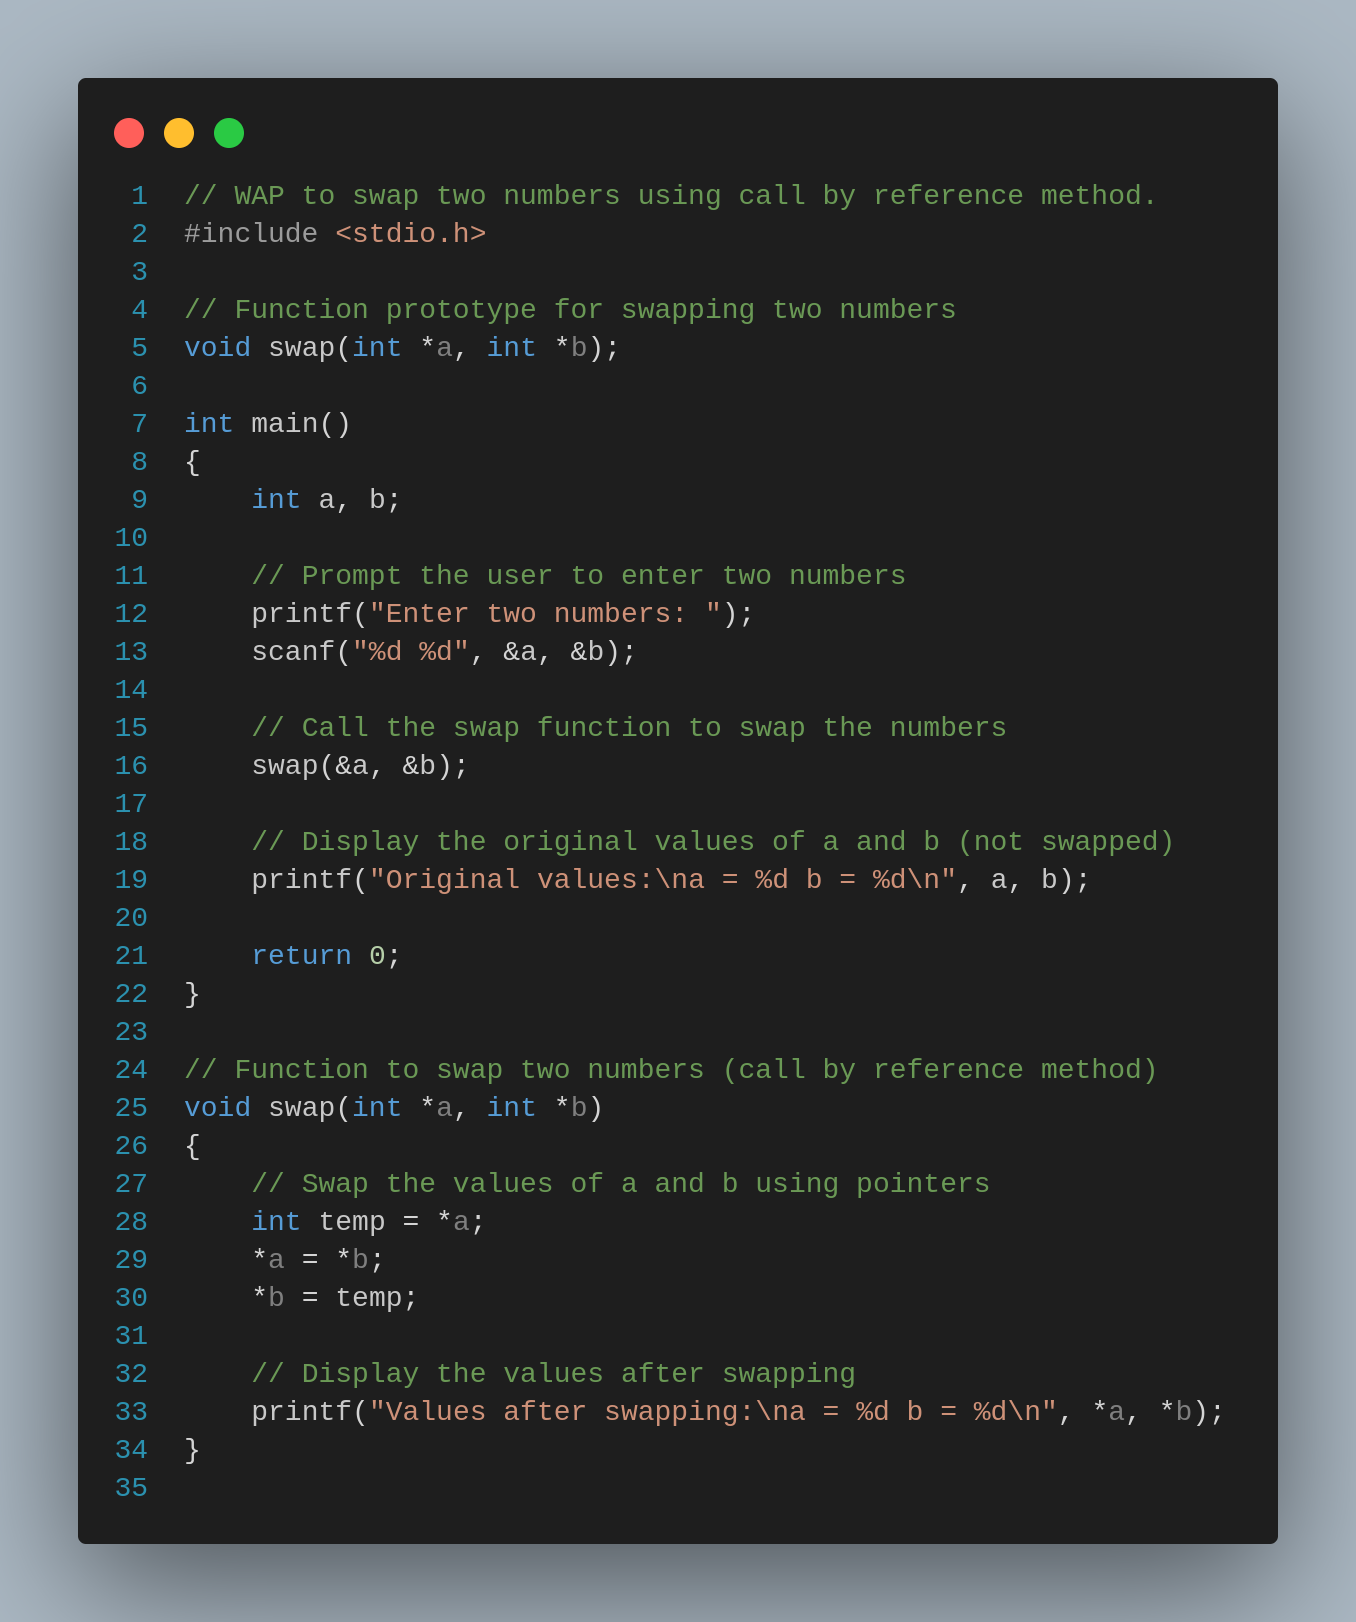 1 // WAP to swap two numbers using call by reference method.
2 #include <stdio.h>
3
4 // Function prototype for swapping two numbers
5 void swap(int *a, int *b);
6
7 int main()
8 {
9     int a, b;
10
11     // Prompt the user to enter two numbers
12     printf("Enter two numbers: ");
13     scanf("%d %d", &a, &b);
14
15     // Call the swap function to swap the numbers
16     swap(&a, &b);
17
18     // Display the original values of a and b (not swapped)
19     printf("Original values:\na = %d b = %d\n", a, b);
20
21     return 0;
22 }
23
24 // Function to swap two numbers (call by reference method)
25 void swap(int *a, int *b)
26 {
27     // Swap the values of a and b using pointers
28     int temp = *a;
29     *a = *b;
30     *b = temp;
31
32     // Display the values after swapping
33     printf("Values after swapping:\na = %d b = %d\n", *a, *b);
34 }
35